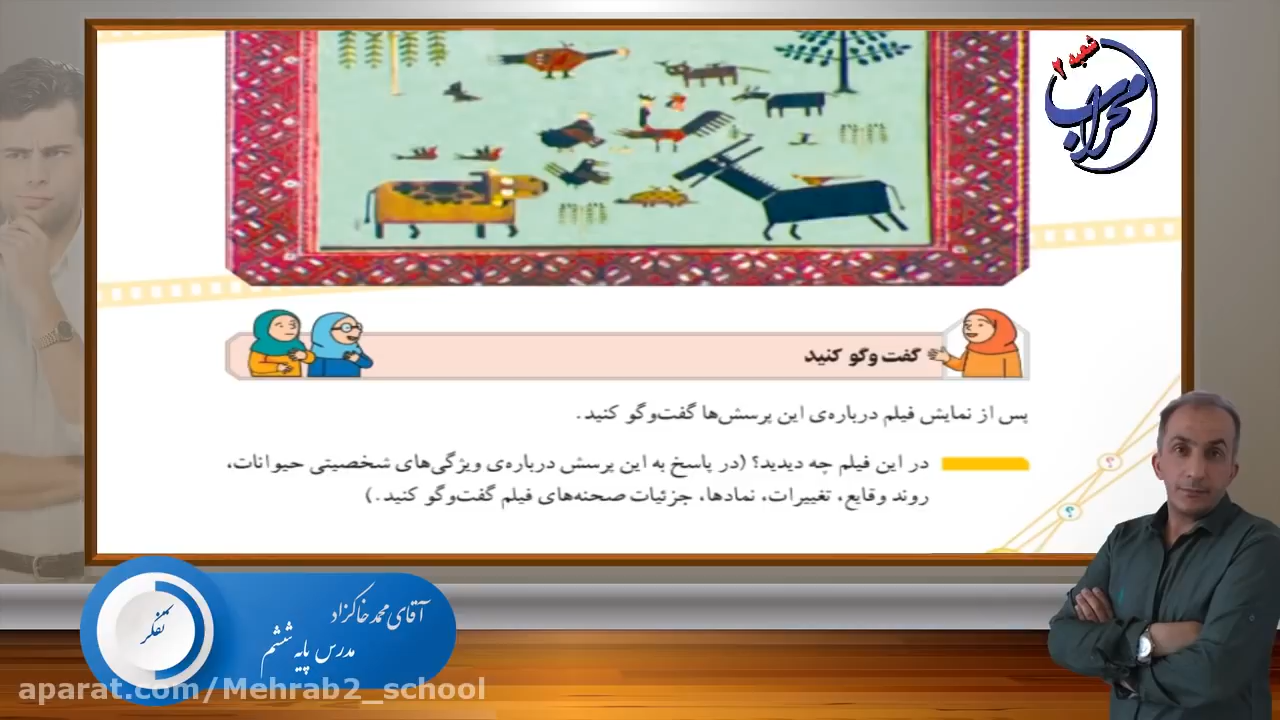 شعبه ۲
محراب
گفت وگو کنید
پس از نمایش فیلم درباره‌ی این پرسش‌ها گفت‌وگو کنید.
در این فیلم چه دیدید؟ (در پاسخ به این پرسش درباره‌ی ویژگی‌های شخصیتی حیوانات،
روند وقایع، تغییرات، نمادها، جزئیات صحنه‌های فیلم گفت‌وگو کنید.)
؟
؟
آقای محمد خاکزاد
مدرس پایه ششم
تفکر
aparat.com/Mehrab2_school